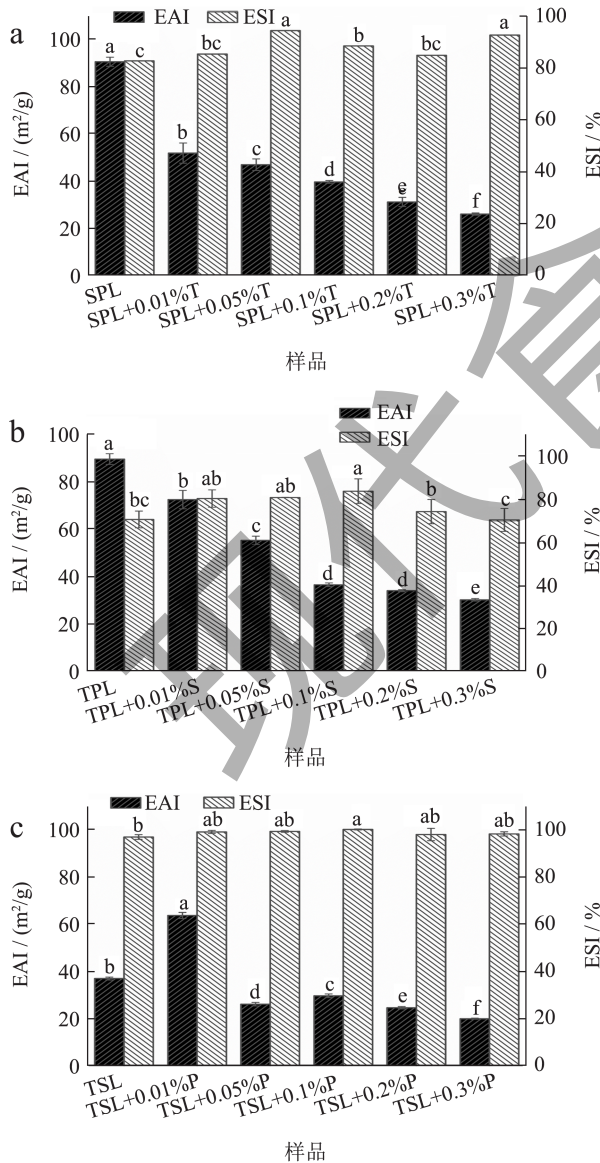 a
EAI ESI
EAI / (m²/g)
100
80
60
40
20
0
ESI / %
100
80
60
40
20
0
a c b bc c a d b e bc f a
SPL SPL+0.01%T SPL+0.05%T SPL+0.1%T SPL+0.2%T SPL+0.3%T
样品
b
EAI
ESI
EAI / (m²/g)
100
80
60
40
20
0
ESI / %
100
80
60
40
20
0
a bc b ab c ab d a d b e c
TPL TPL+0.01%S TPL+0.05%S TPL+0.1%S TPL+0.2%S TPL+0.3%S
样品
c
EAI ESI
EAI / (m²/g)
100
80
60
40
20
0
ESI / %
100
80
60
40
20
0
b b a ab d ab c a e ab f ab
TSL TSL+0.01%P TSL+0.05%P TSL+0.1%P TSL+0.2%P TSL+0.3%P
样品
现代食